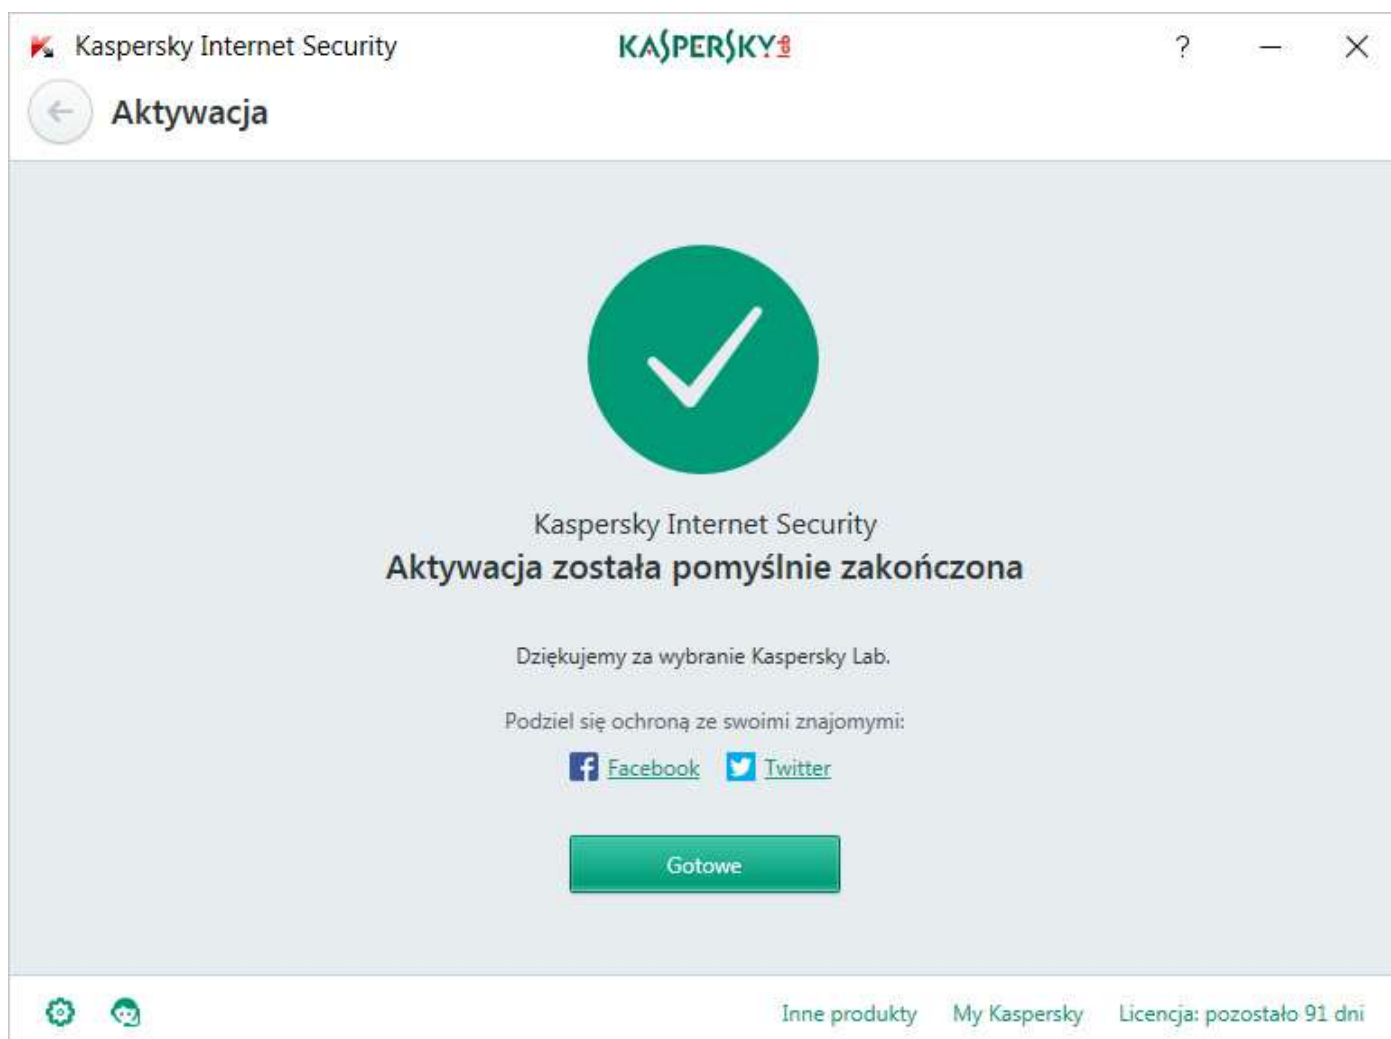 Kaspersky Internet Security
KASPERSKY lab
?
Aktywacja
Kaspersky Internet Security
Aktywacja została pomyślnie zakończona
Dziękujemy za wybranie Kaspersky Lab.
Podziel się ochroną ze swoimi znajomymi:
Facebook Twitter
Gotowe
Inne produkty My Kaspersky Licencja: pozostało 91 dni